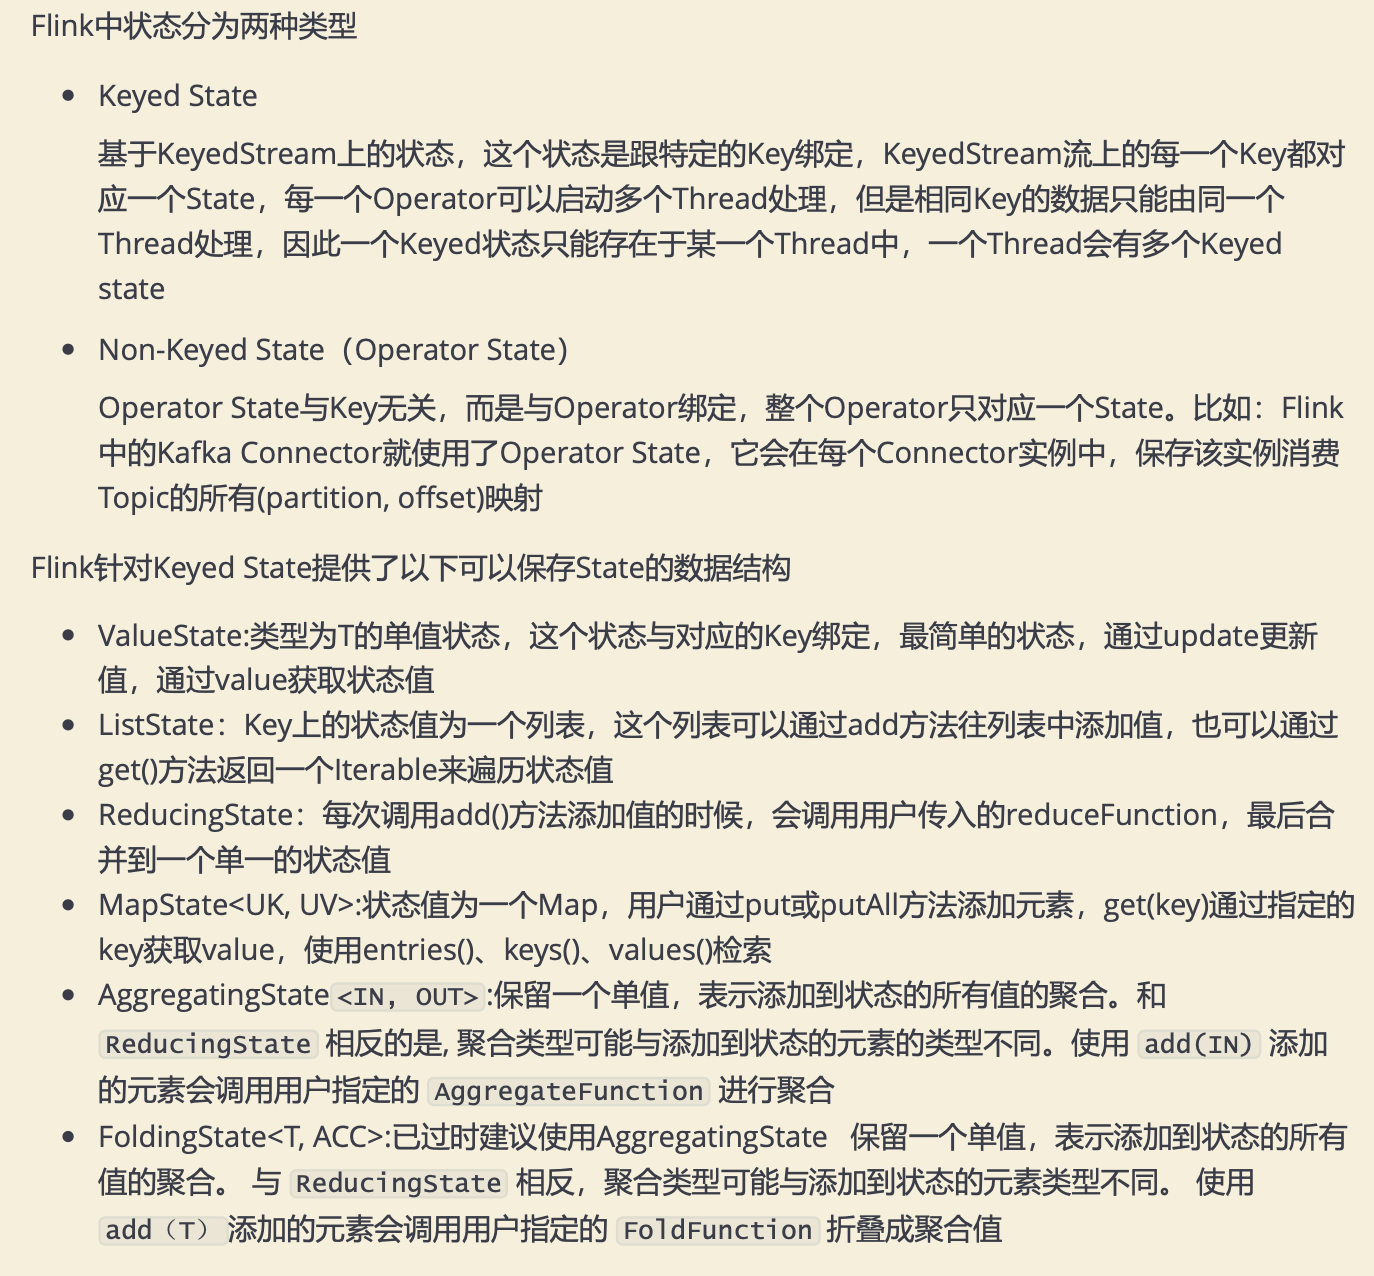 Flink中状态分为两种类型
Keyed State
基于KeyedStream上的状态，这个状态是跟特定的Key绑定，KeyedStream流上的每一个Key都对
应一个State，每一个Operator可以启动多个Thread处理，但是相同Key的数据只能由同一个
Thread处理，因此一个Keyed状态只能存在于某一个Thread中，一个Thread会有多个Keyed
state
Non-Keyed State（Operator State）
Operator State与Key无关，而是与Operator绑定，整个Operator只对应一个State。比如：Flink
中的Kafka Connector就使用了Operator State，它会在每个Connector实例中，保存该实例消费
Topic的所有(partition, offset)映射
Flink针对Keyed State提供了以下可以保存State的数据结构
ValueState:类型为T的单值状态，这个状态与对应的Key绑定，最简单的状态，通过update更新
值，通过value获取状态值
ListState：Key上的状态值为一个列表，这个列表可以通过add方法往列表中添加值，也可以通过
get()方法返回一个Iterable来遍历状态值
ReducingState：每次调用add()方法添加值的时候，会调用用户传入的reduceFunction，最后合
并到一个单一的状态值
MapState<UK, UV>:状态值为一个Map，用户通过put或putAll方法添加元素，get(key)通过指定的
key获取value，使用entries()、keys()、values()检索
AggregatingState<IN, OUT>:保留一个单值，表示添加到状态的所有值的聚合。和
ReducingState 相反的是, 聚合类型可能与添加到状态的元素的类型不同。使用 add(IN) 添加
的元素会调用用户指定的 AggregateFunction 进行聚合
FoldingState<T, ACC>:已过时建议使用AggregatingState 保留一个单值，表示添加到状态的所有
值的聚合。 与 ReducingState 相反，聚合类型可能与添加到状态的元素类型不同。 使用
add（T）添加的元素会调用用户指定的 FoldFunction 折叠成聚合值